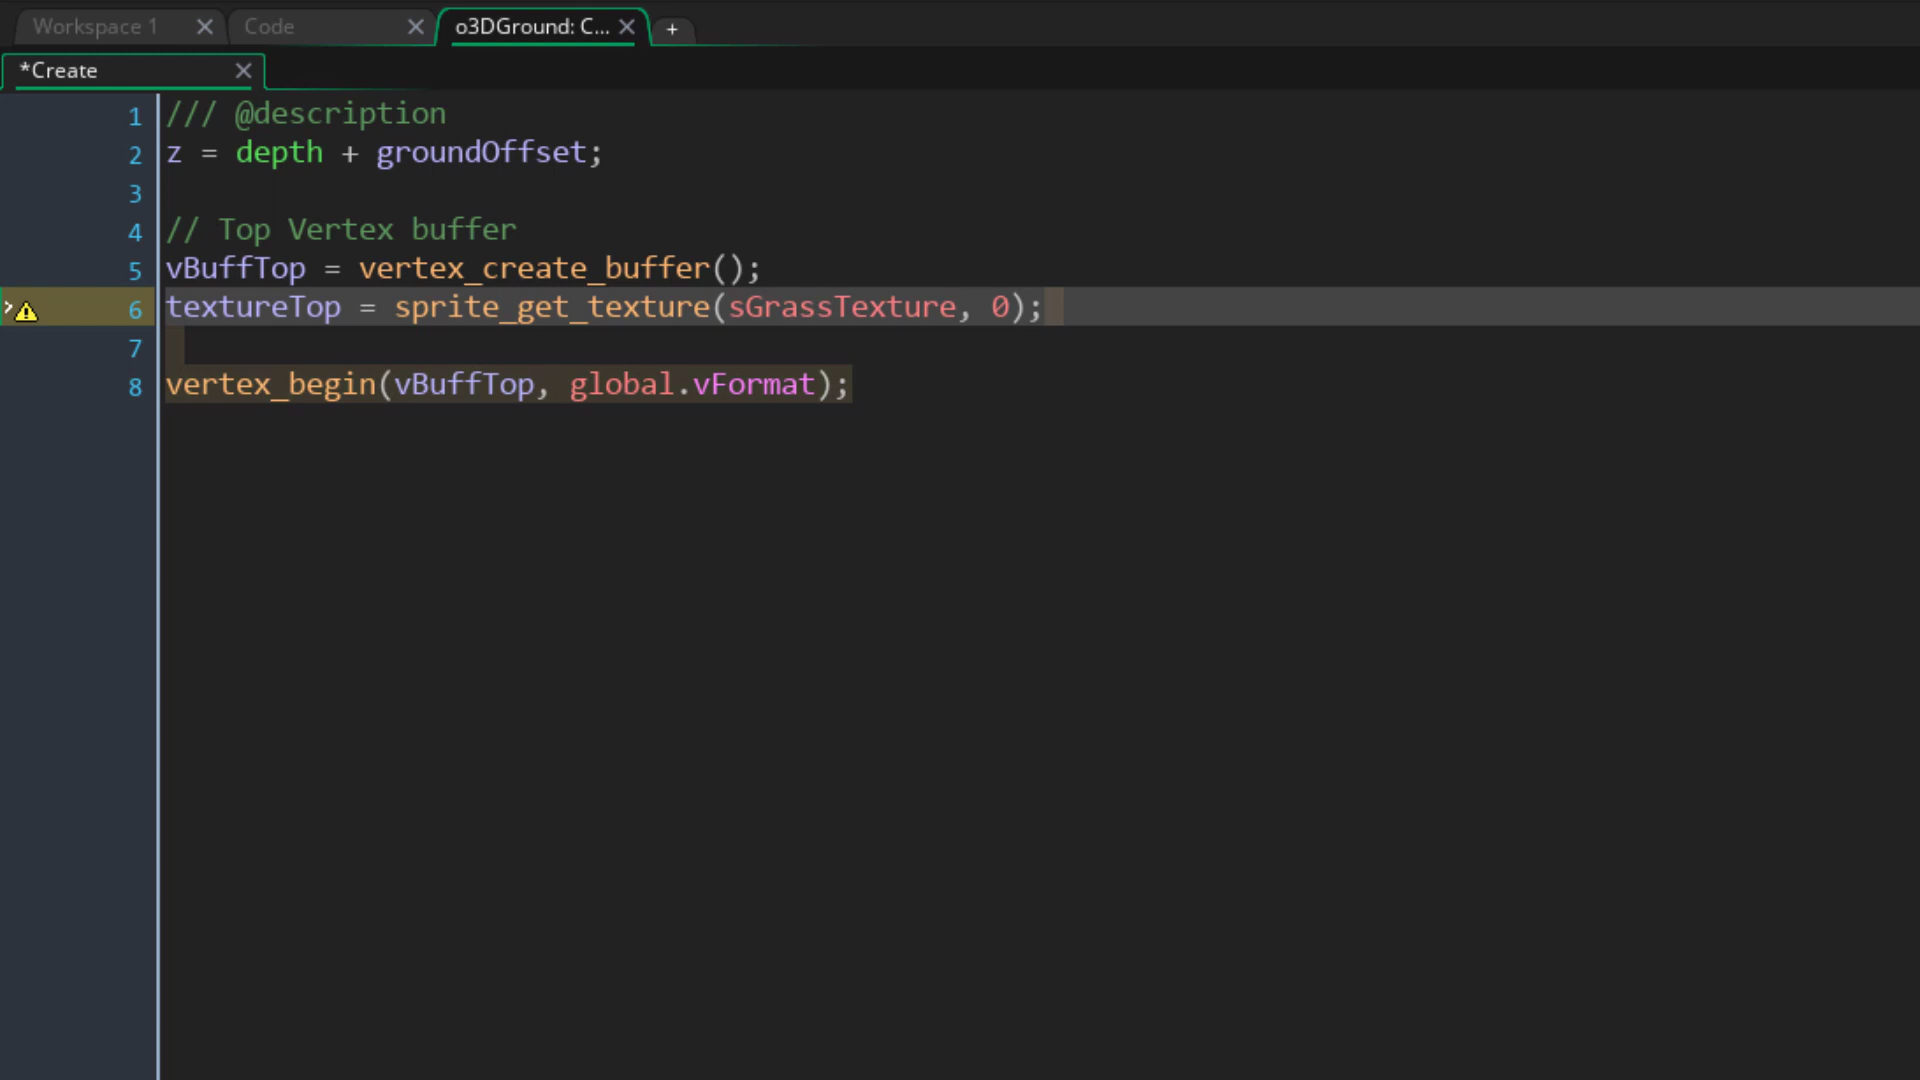 Workspace 1
Code
o3DGround: C...
+
*Create
1 /// @description
2 z = depth + groundOffset;
3
4 // Top Vertex buffer
5 vBuffTop = vertex_create_buffer();
6 textureTop = sprite_get_texture(sGrassTexture, 0);
7
8 vertex_begin(vBuffTop, global.vFormat);